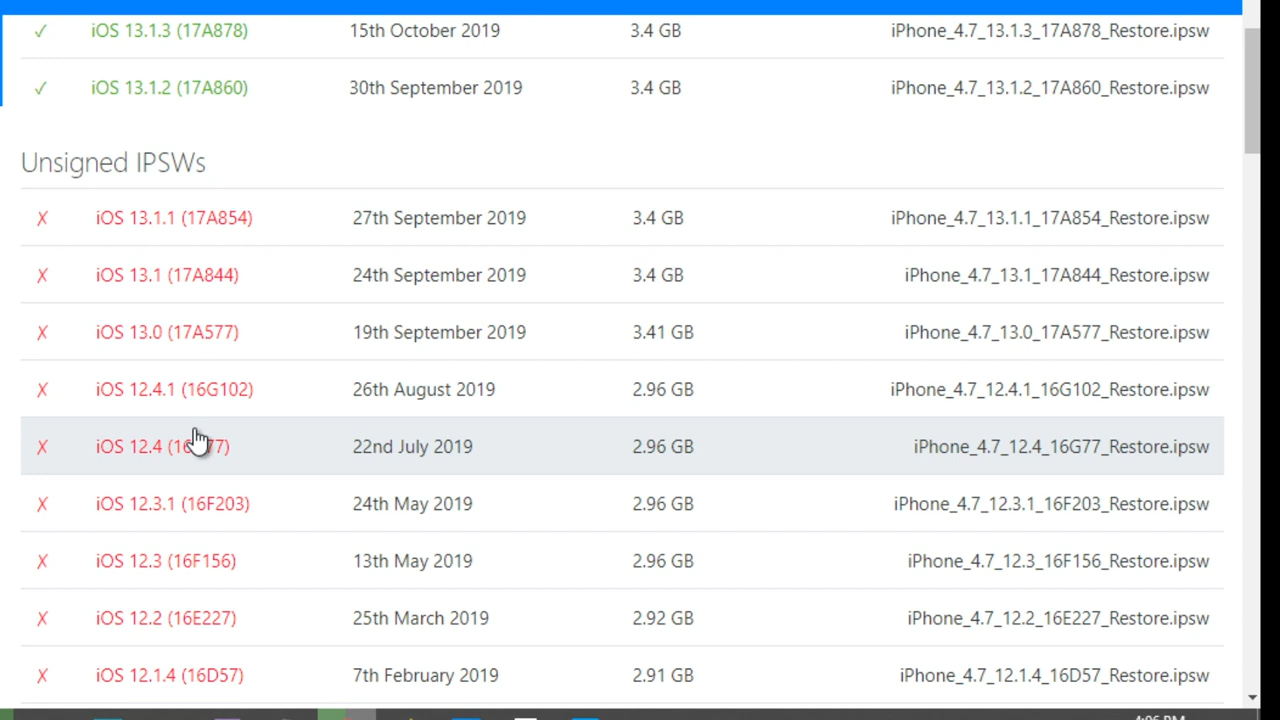 ✓ iOS 13.1.3 (17A878) 15th October 2019 3.4 GB iPhone_4.7_13.1.3_17A878_Restore.ipsw
✓ iOS 13.1.2 (17A860) 30th September 2019 3.4 GB iPhone_4.7_13.1.2_17A860_Restore.ipsw
Unsigned IPSWs
✗ iOS 13.1.1 (17A854) 27th September 2019 3.4 GB iPhone_4.7_13.1.1_17A854_Restore.ipsw
✗ iOS 13.1 (17A844) 24th September 2019 3.4 GB iPhone_4.7_13.1_17A844_Restore.ipsw
✗ iOS 13.0 (17A577) 19th September 2019 3.41 GB iPhone_4.7_13.0_17A577_Restore.ipsw
✗ iOS 12.4.1 (16G102) 26th August 2019 2.96 GB iPhone_4.7_12.4.1_16G102_Restore.ipsw
✗ iOS 12.4 22nd July 2019 2.96 GB iPhone_4.7_12.4_16G77_Restore.ipsw
✗ iOS 12.3.1 (16F203) 24th May 2019 2.96 GB iPhone_4.7_12.3.1_16F203_Restore.ipsw
✗ iOS 12.3 (16F156) 13th May 2019 2.96 GB iPhone_4.7_12.3_16F156_Restore.ipsw
✗ iOS 12.2 (16E227) 25th March 2019 2.92 GB iPhone_4.7_12.2_16E227_Restore.ipsw
✗ iOS 12.1.4 (16D57) 7th February 2019 2.91 GB iPhone_4.7_12.1.4_16D57_Restore.ipsw